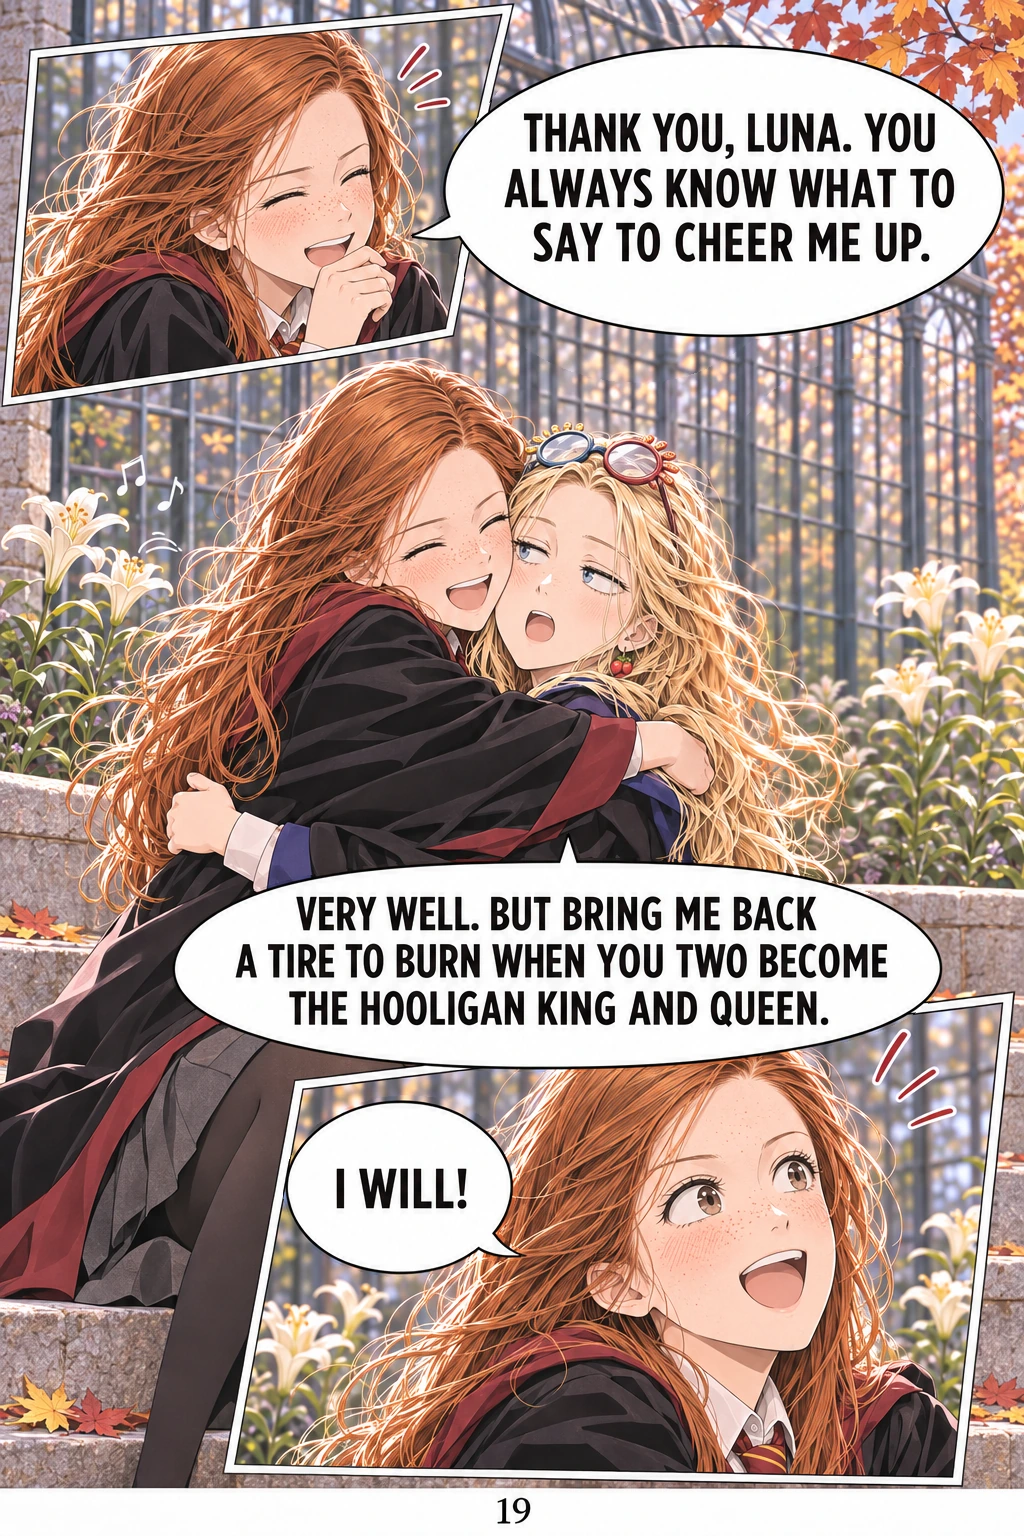 THANK YOU, LUNA. YOU
ALWAYS KNOW WHAT TO
SAY TO CHEER ME UP.
VERY WELL. BUT BRING ME BACK
A TIRE TO BURN WHEN YOU TWO BECOME
THE HOOLIGAN KING AND QUEEN.
I WILL!
19